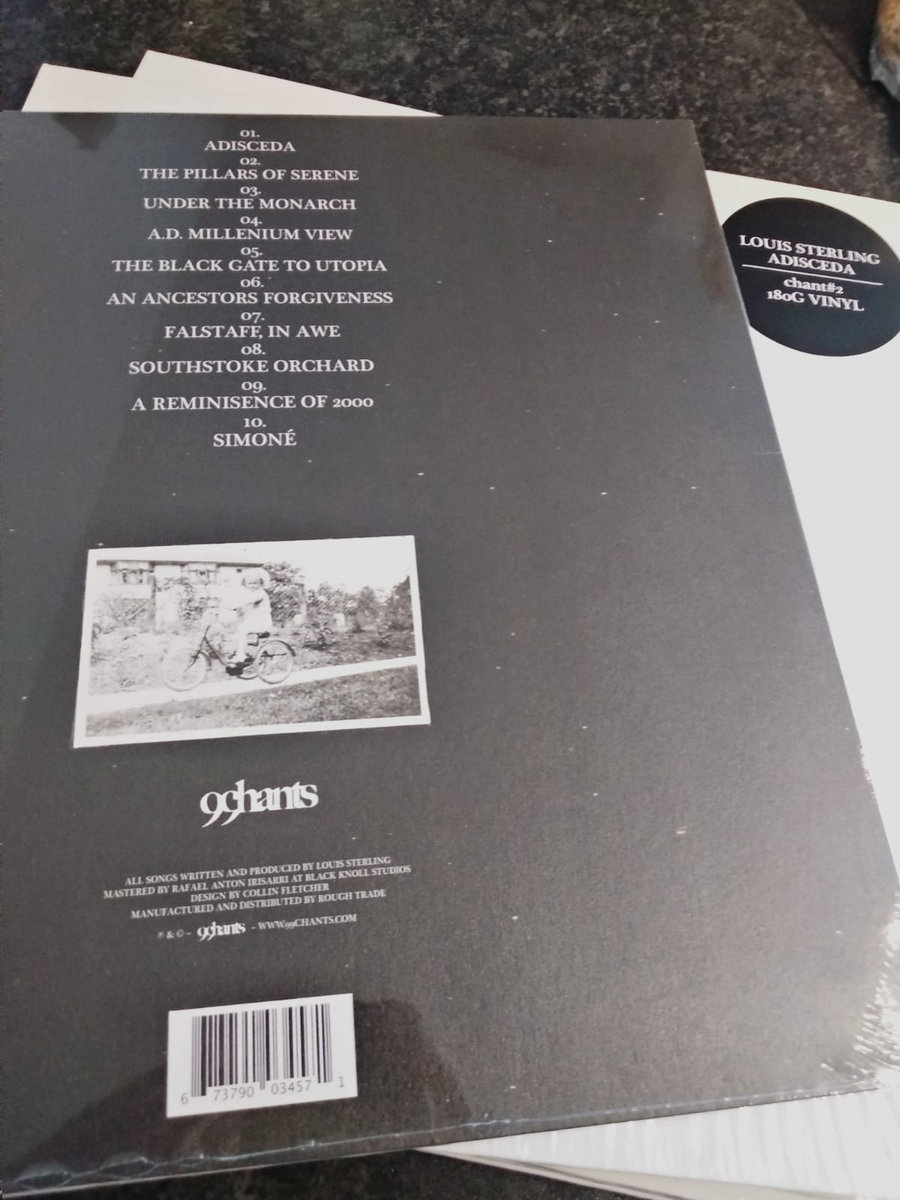 01.
ADISCEDA
02.
THE PILLARS OF SERENE
03.
UNDER THE MONARCH
04.
A.D. MILLENIUM VIEW
05.
THE BLACK GATE TO UTOPIA
06.
AN ANCESTORS FORGIVENESS
07.
FALSTAFF, IN AWE
08.
SOUTHSTOKE ORCHARD
09.
A REMINISENCE OF 2000
10.
SIMONÉ
99chants
ALL SONGS WRITTEN AND PRODUCED BY LOUIS STERLING
MASTERED BY RAFAEL ANTON IRISARRI AT BLACK KNOLL STUDIOS
DESIGN BY COLLIN FLETCHER
MANUFACTURED AND DISTRIBUTED BY ROUGH TRADE
℗ & © – 99chants – WWW.99CHANTS.COM
6 73790 03457 1
LOUIS STERLING
ADISCEDA
chant#2
180G VINYL